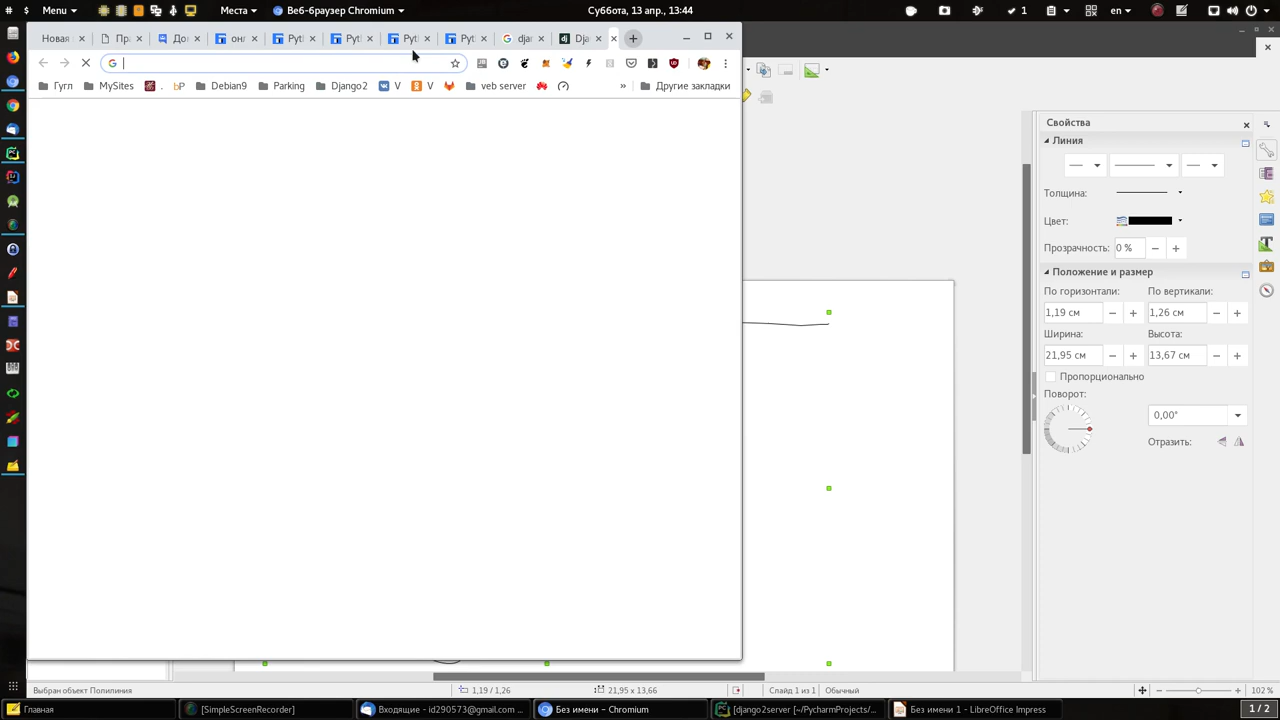 Menu
$
Места
Веб-браузер Chromium
Суббота, 13 апр., 13:44
1
ru
Новая
Пр
До
онл
Pyt
Pyt
Pyt
Pyt
dja
Dja
Гугл
MySites
.
Debian9
Parking
Django2
V
V
veb server
»
Другие закладки
Свойства
Линия
Толщина:
Цвет:
Прозрачность:
0 %
Положение и размер
По горизонтали:
По вертикали:
1,19 см
1,26 см
Ширина:
Высота:
21,95 см
13,67 см
Пропорционально
Поворот:
0,00°
Отразить:
Выбран объект Полилиния
1,19 / 1,26
21,95 x 13,66
Слайд 1 из 1
Обычный
102 %
Главная
[SimpleScreenRecorder]
Входящие - id290573@gmail.com ...
Без имени – Chromium
[django2server [~/PycharmProjects/...
Без имени 1 - LibreOffice Impress
1 / 2